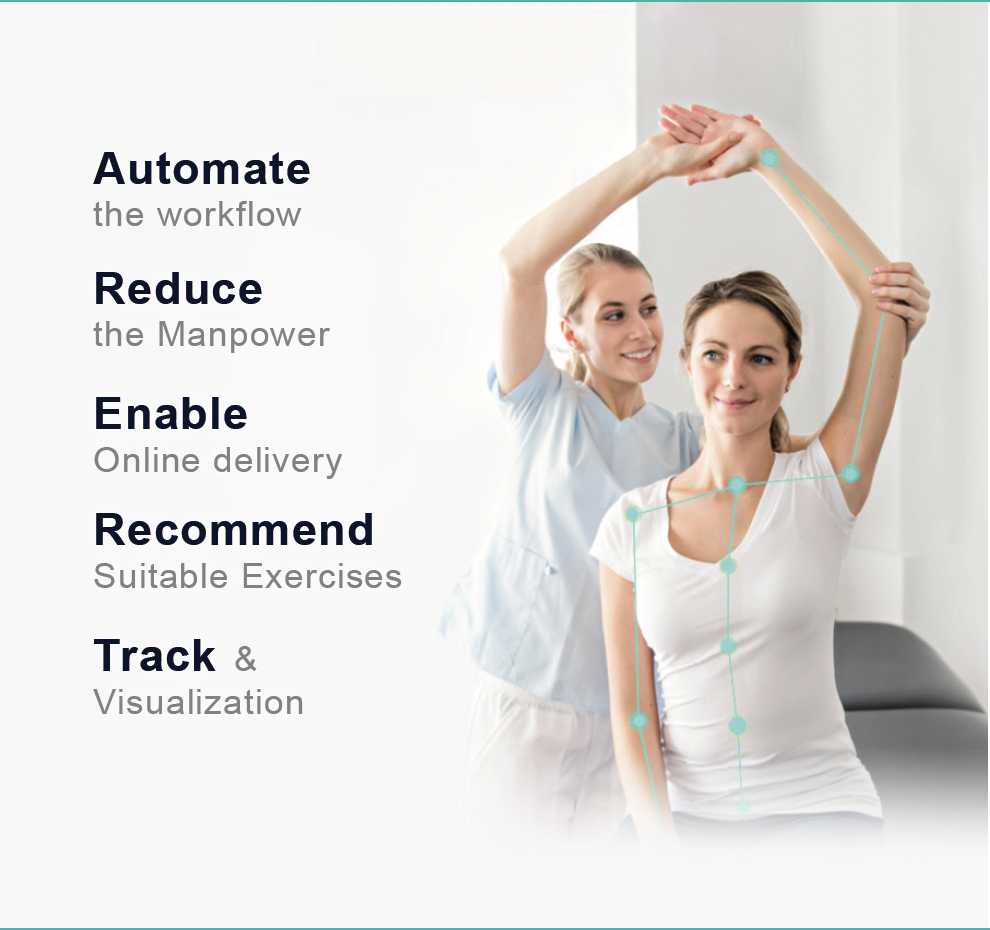 Automate
the workflow
Reduce
the Manpower
Enable
Online delivery
Recommend
Suitable Exercises
Track &
Visualization